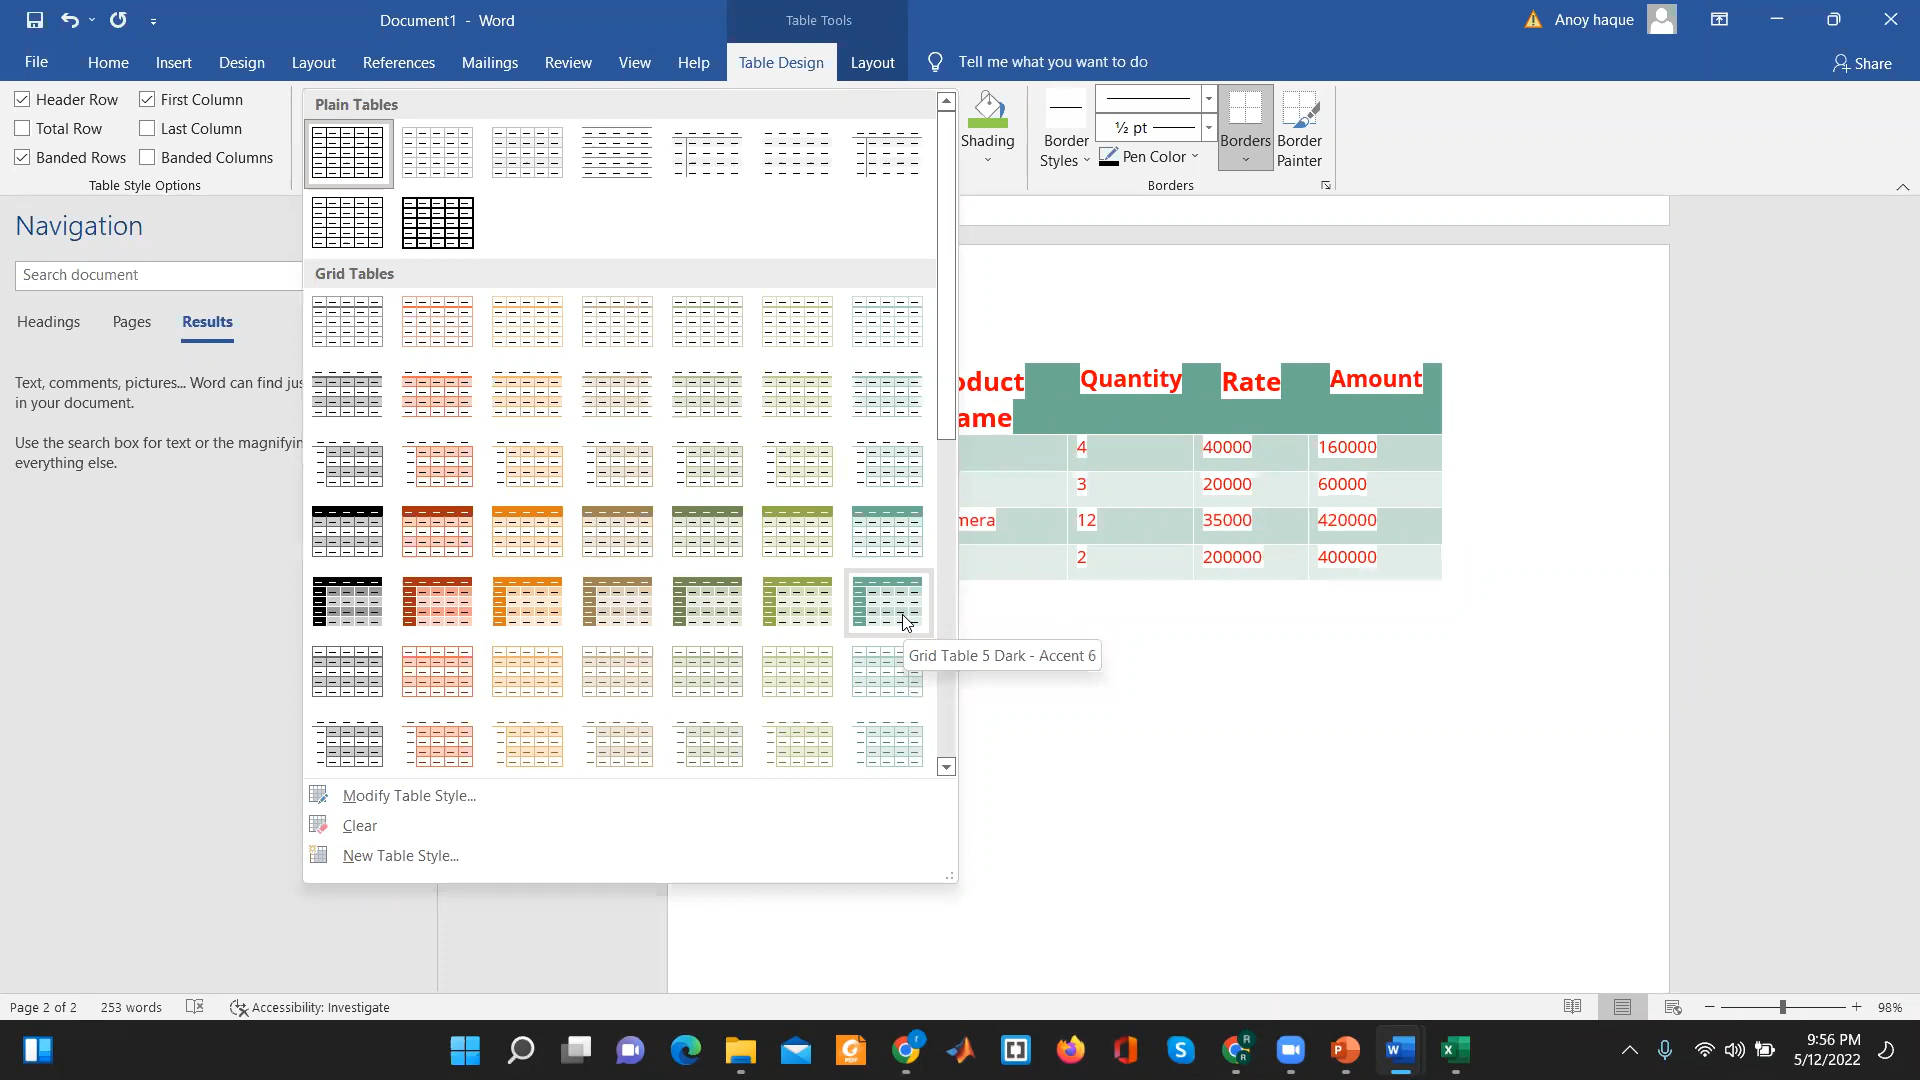 Document1 - Word
Table Tools
Anoy haque
File
Home
Insert
Design
Layout
References
Mailings
Review
View
Help
Table Design
Layout
Tell me what you want to do
Share
Header Row
First Column
Total Row
Last Column
Banded Rows
Banded Columns
Table Style Options
Shading
Border
Styles
½ pt
Pen Color
Borders
Border
Painter
Borders
Plain Tables
Grid Tables
Grid Table 5 Dark - Accent 6
Modify Table Style...
Clear
New Table Style...
Navigation
Search document
Headings
Pages
Results
Text, comments, pictures... Word can find jus
in your document.
Use the search box for text or the magnifyin
everything else.
oduct Quantity Rate Amount
ame
4 40000 160000
3 20000 60000
mera 12 35000 420000
2 200000 400000
Page 2 of 2
253 words
Accessibility: Investigate
98%
9:56 PM
5/12/2022